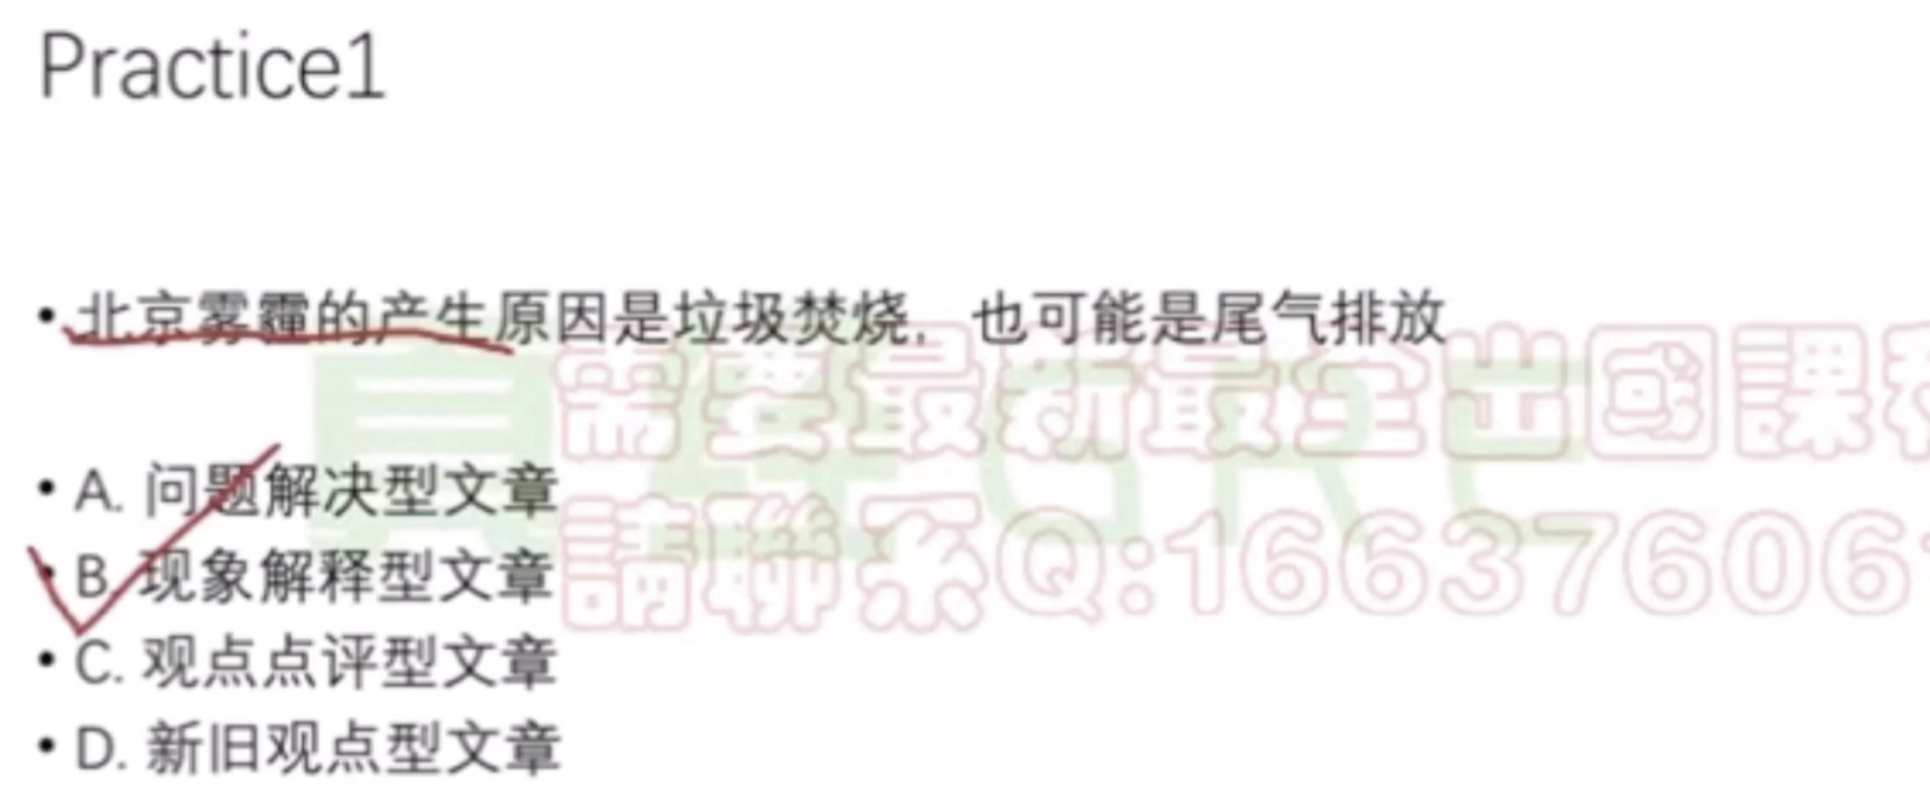 Practice1
• 北京雾霾的产生原因是垃圾焚烧，也可能是尾气排放
需要最新最全出國課程
請聯系Q:16637606
• A. 问题解决型文章
• B. 现象解释型文章
• C. 观点点评型文章
• D. 新旧观点型文章
GRE